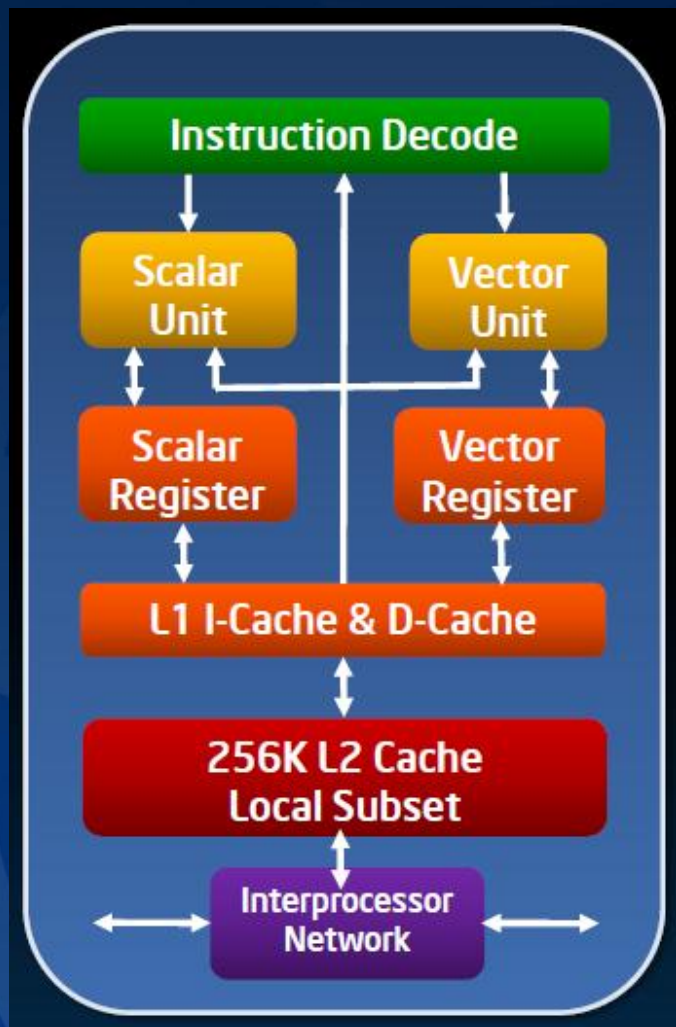 Instruction Decode
Scalar
Unit
Vector
Unit
Scalar
Register
Vector
Register
L1 I-Cache & D-Cache
256K L2 Cache
Local Subset
Interprocessor
Network